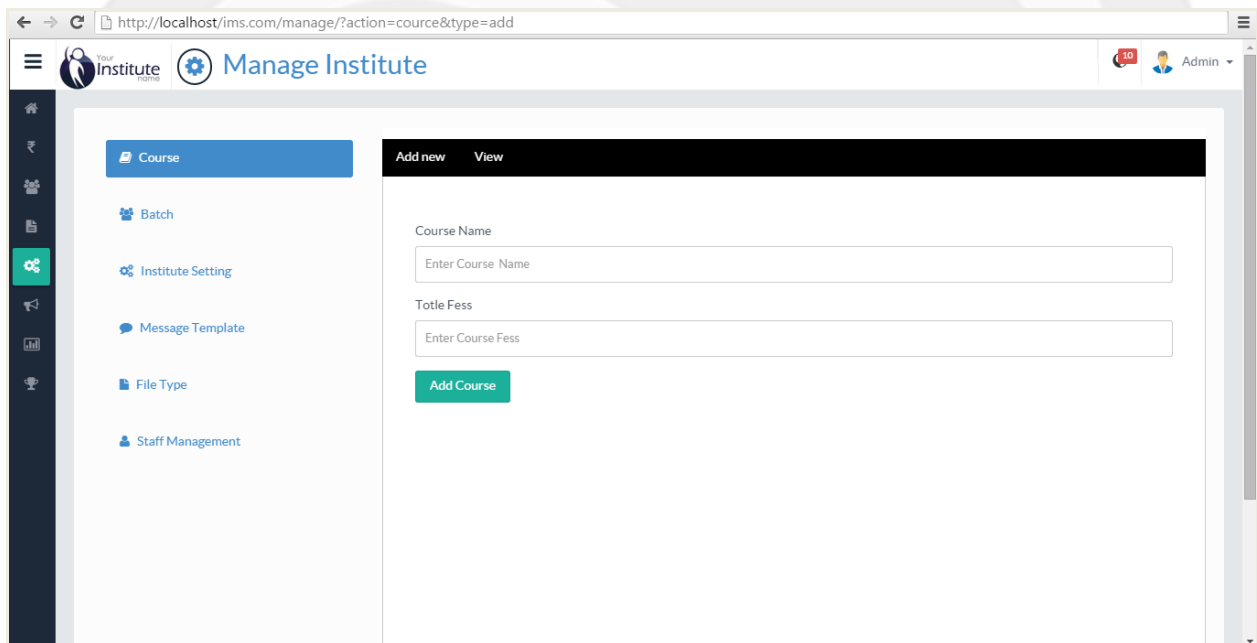 http://localhost/ims.com/manage/?action=cource&type=add
Your
Institute
name
Manage Institute
10
Admin
Course
Batch
Institute Setting
Message Template
File Type
Staff Management
Add new View
Course Name
Enter Course Name
Totle Fess
Enter Course Fess
Add Course